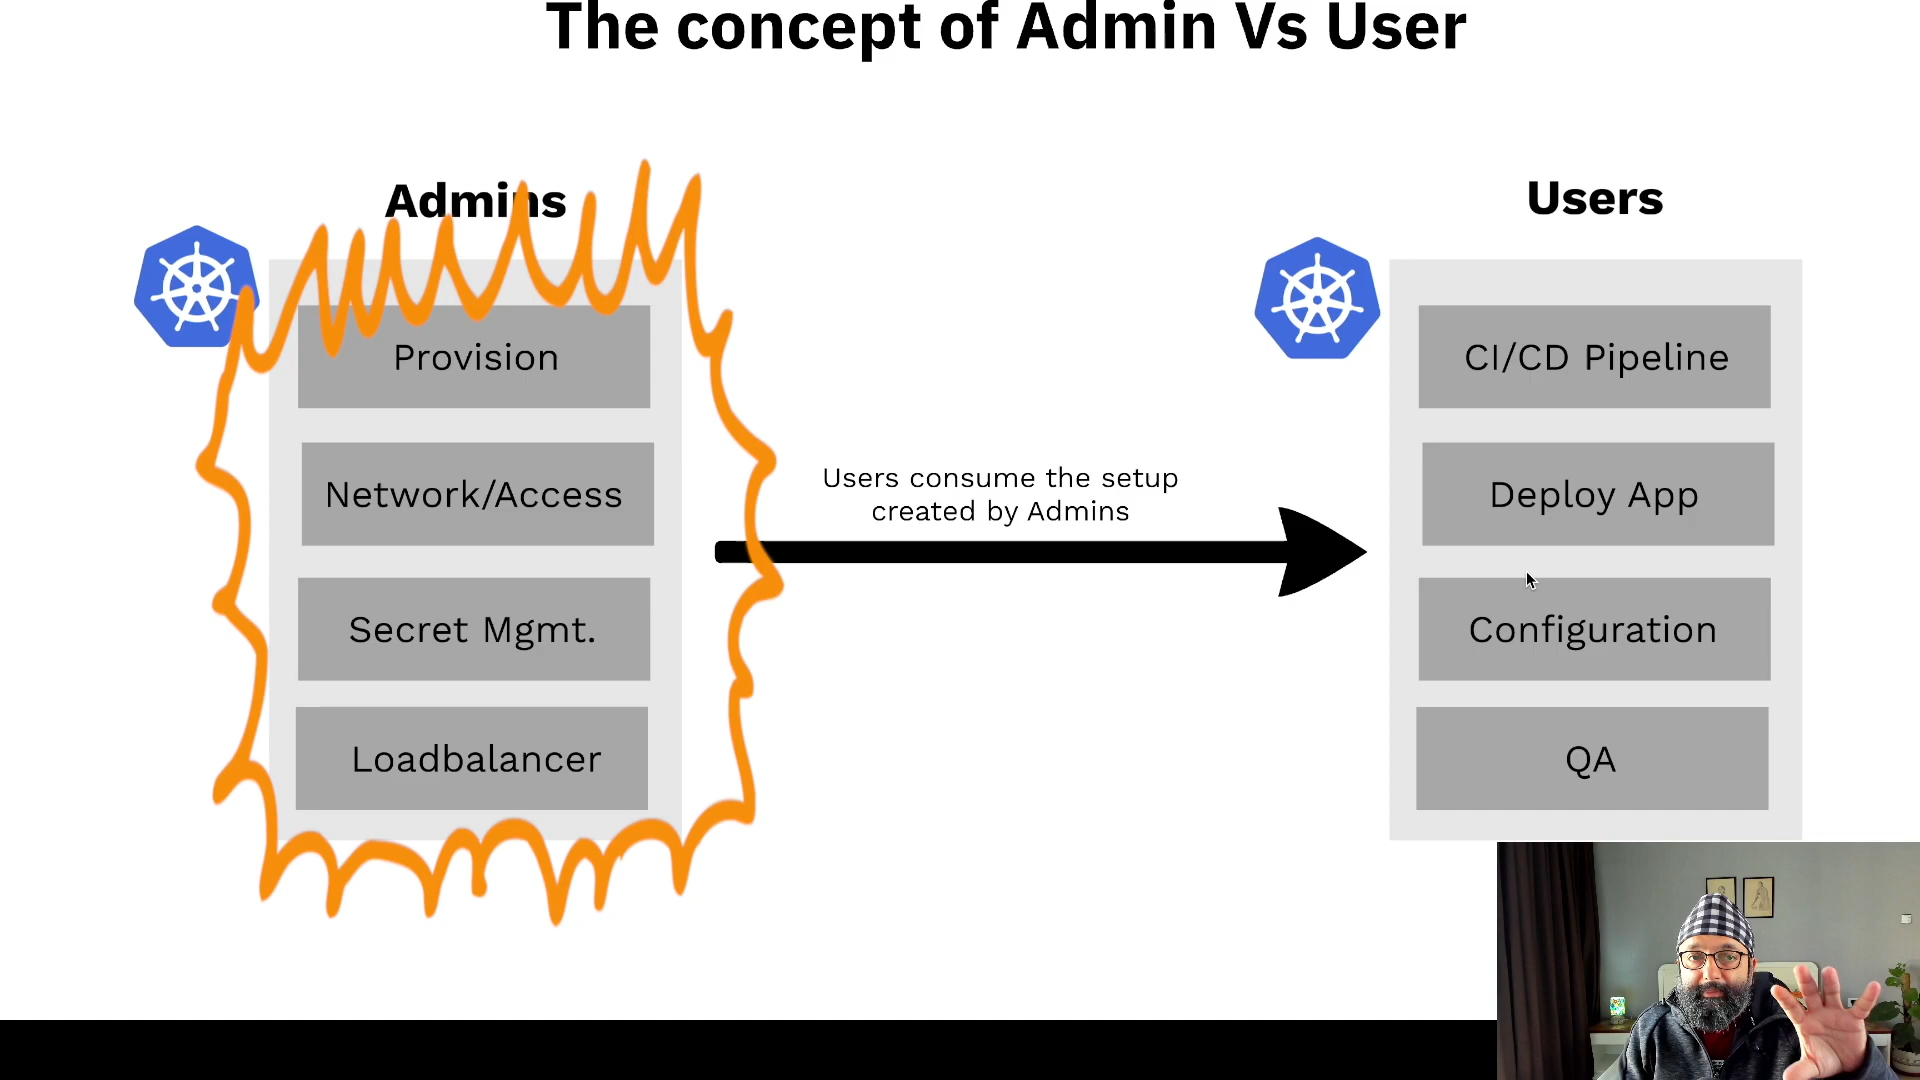 The concept of Admin Vs User
Admins
Provision
Network/Access
Secret Mgmt.
Loadbalancer
Users consume the setup
created by Admins
Users
CI/CD Pipeline
Deploy App
Configuration
QA